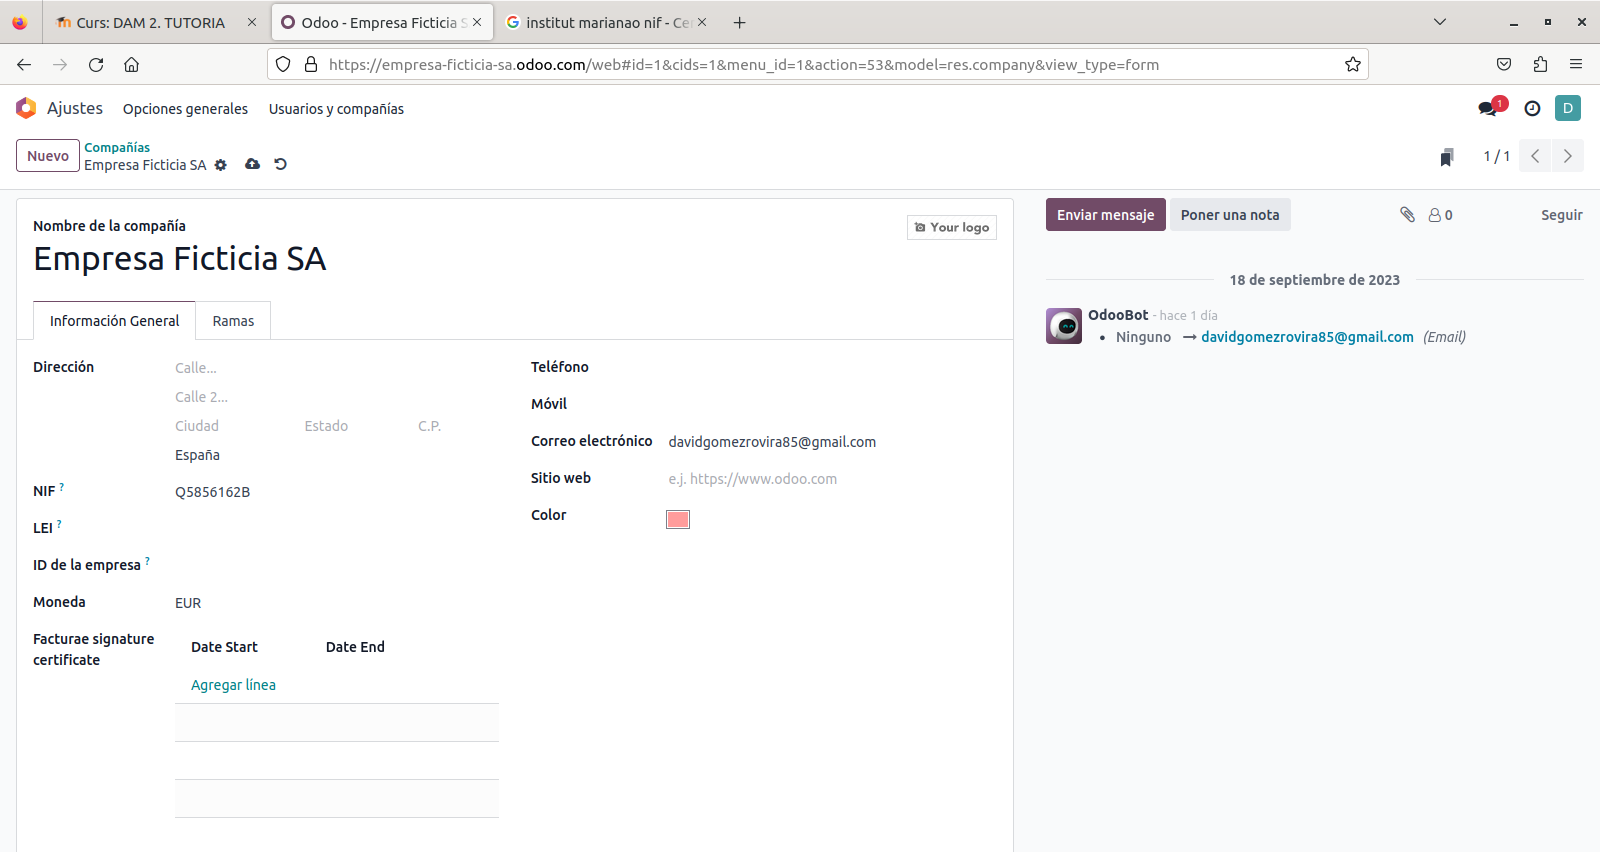 Curs: DAM 2. TUTORIA
Odoo - Empresa Ficticia S
institut marianao nif - Ce
https://empresa-ficticia-sa.odoo.com/web#id=1&cids=1&menu_id=1&action=53&model=res.company&view_type=form
Ajustes Opciones generales Usuarios y compañías 1 D
Nuevo
Compañías
Empresa Ficticia SA
1 / 1
Nombre de la compañía
Your logo
Empresa Ficticia SA
Información General Ramas
Dirección
Calle...
Calle 2...
Ciudad Estado C.P.
España
NIF ? Q5856162B
LEI ?
ID de la empresa ?
Moneda EUR
Facturae signature certificate
Date Start Date End
Agregar línea
Teléfono
Móvil
Correo electrónico davidgomezrovira85@gmail.com
Sitio web e.j. https://www.odoo.com
Color
Enviar mensaje Poner una nota 0 Seguir
18 de septiembre de 2023
OdooBot - hace 1 día
• Ninguno → davidgomezrovira85@gmail.com (Email)